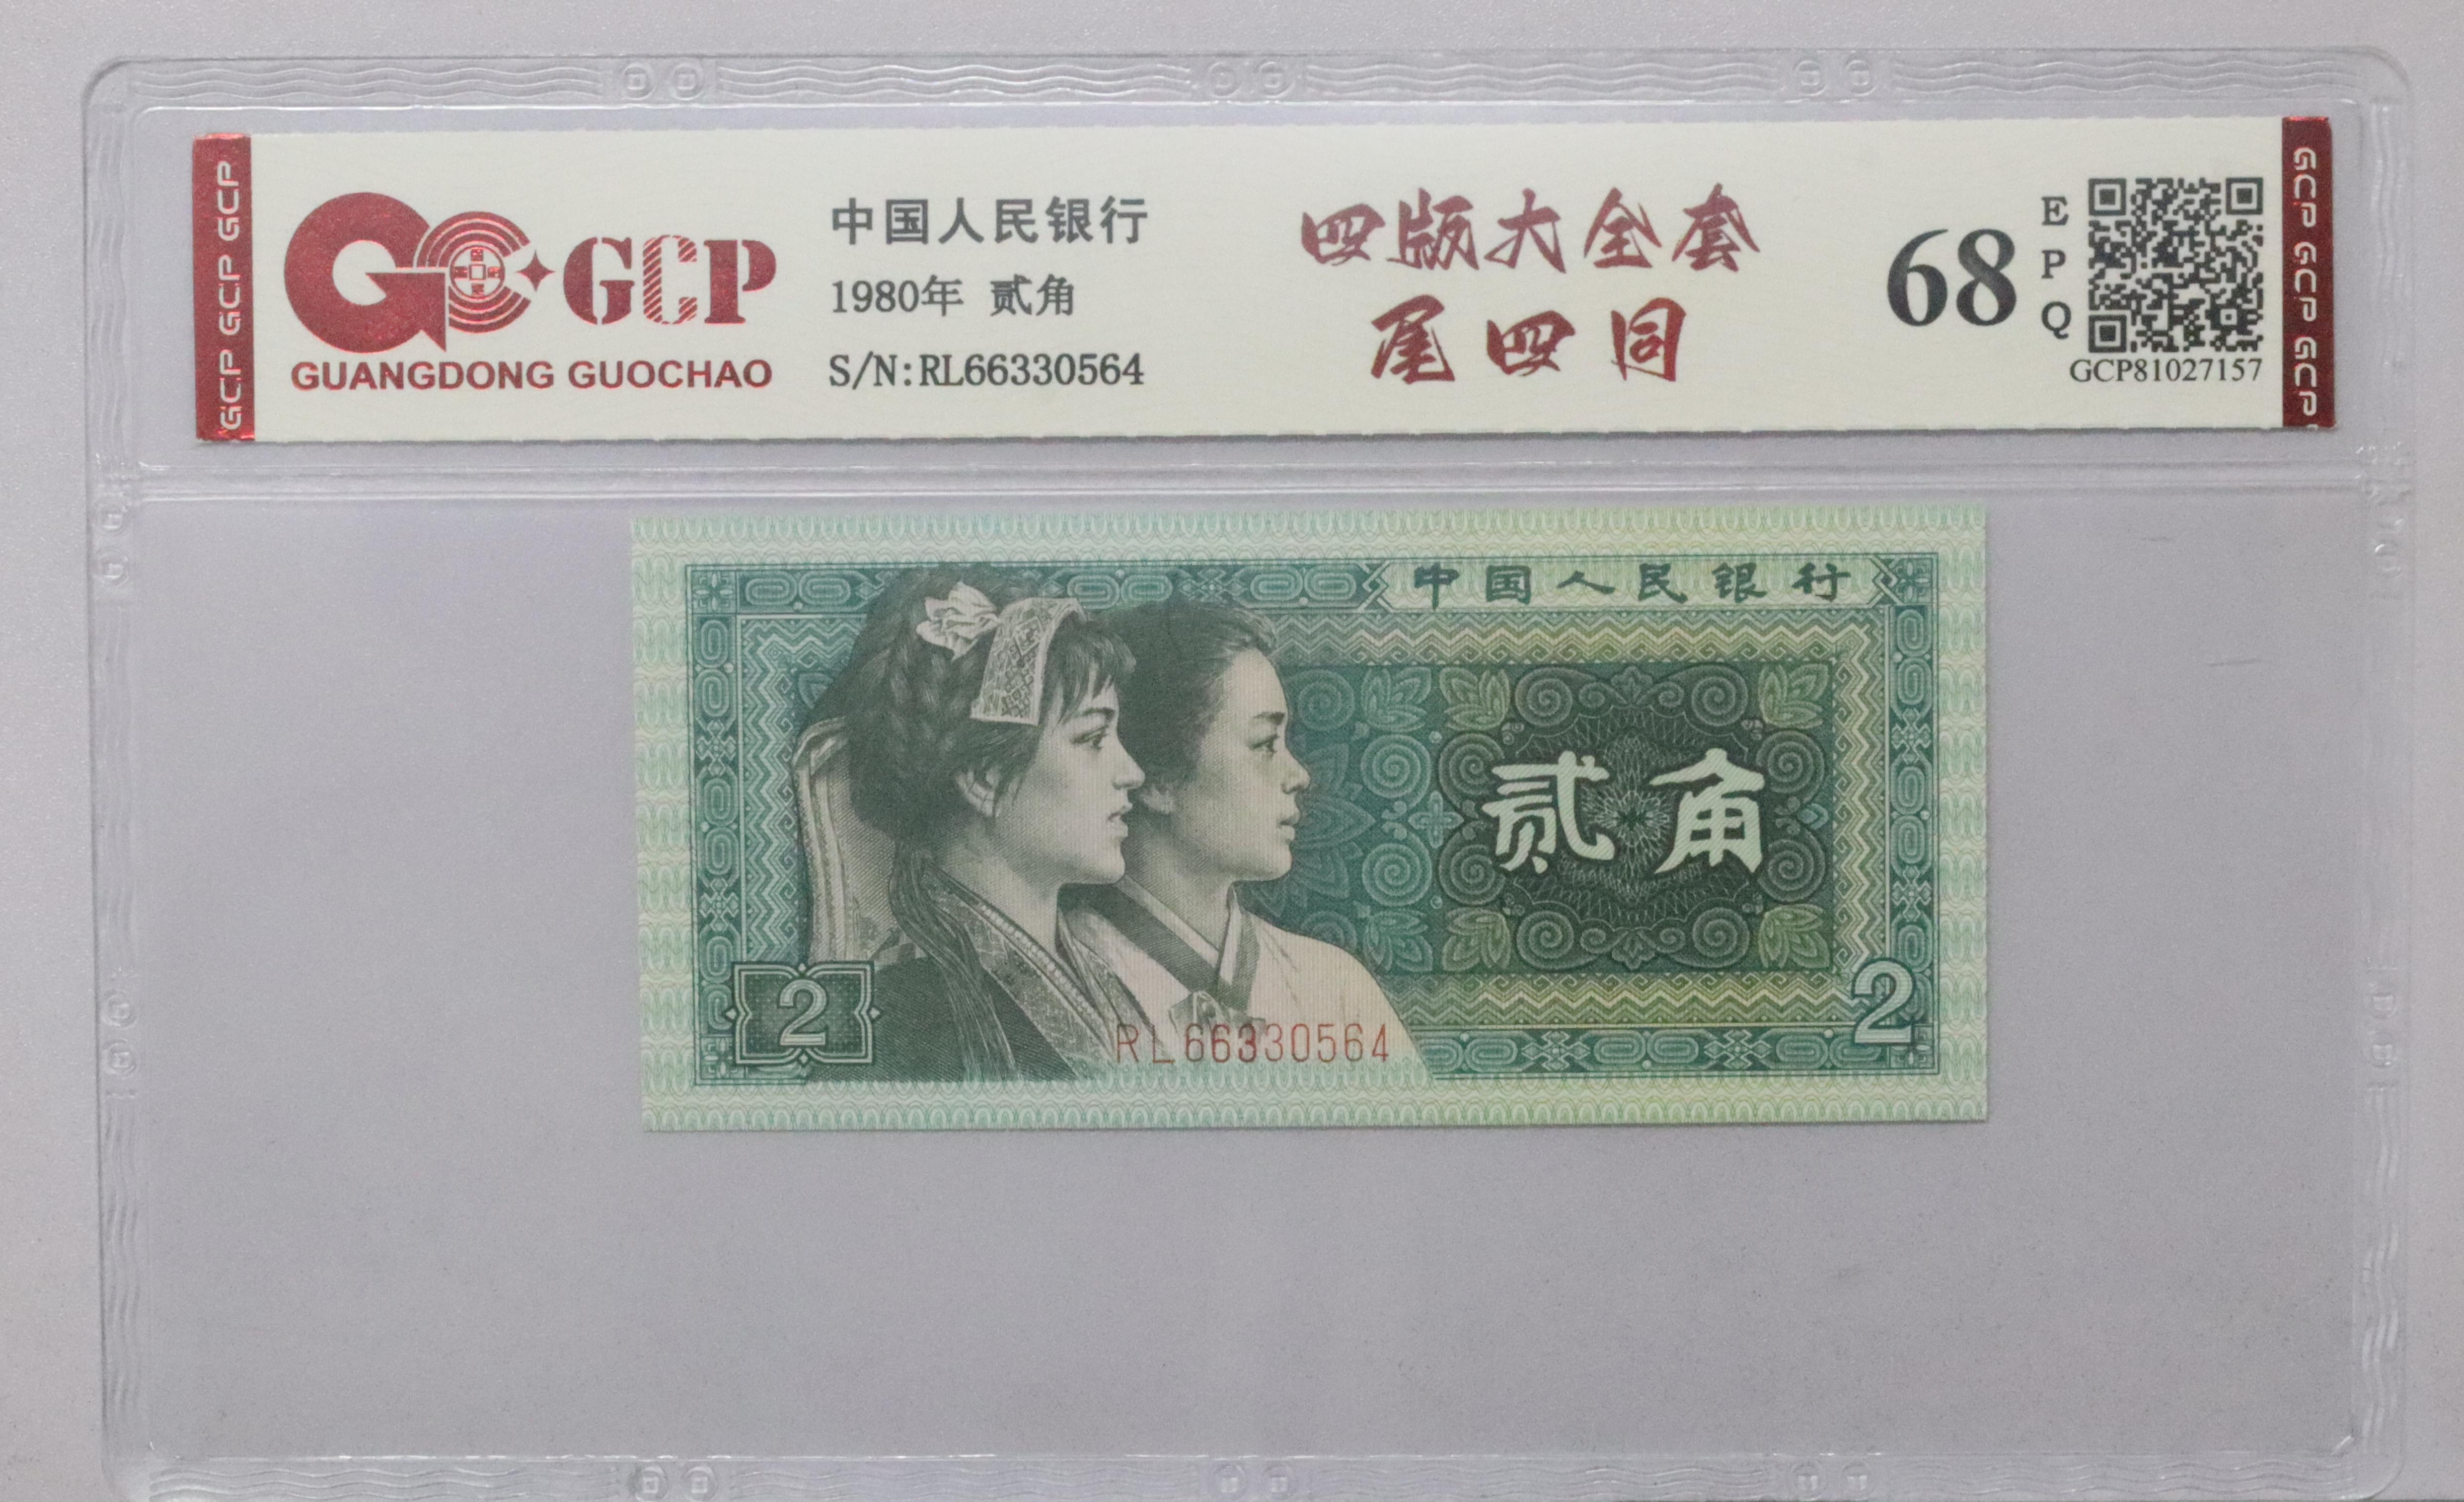 GCP GCP GCP
GCP
GUANGDONG GUOCHAO
中国人民银行
1980年 贰角
S/N:RL66330564
四版大全套
尾四同
68
EPQ
GCP81027157
GCP GCP GCP
中国人民银行
贰角
2
2
RL66330564